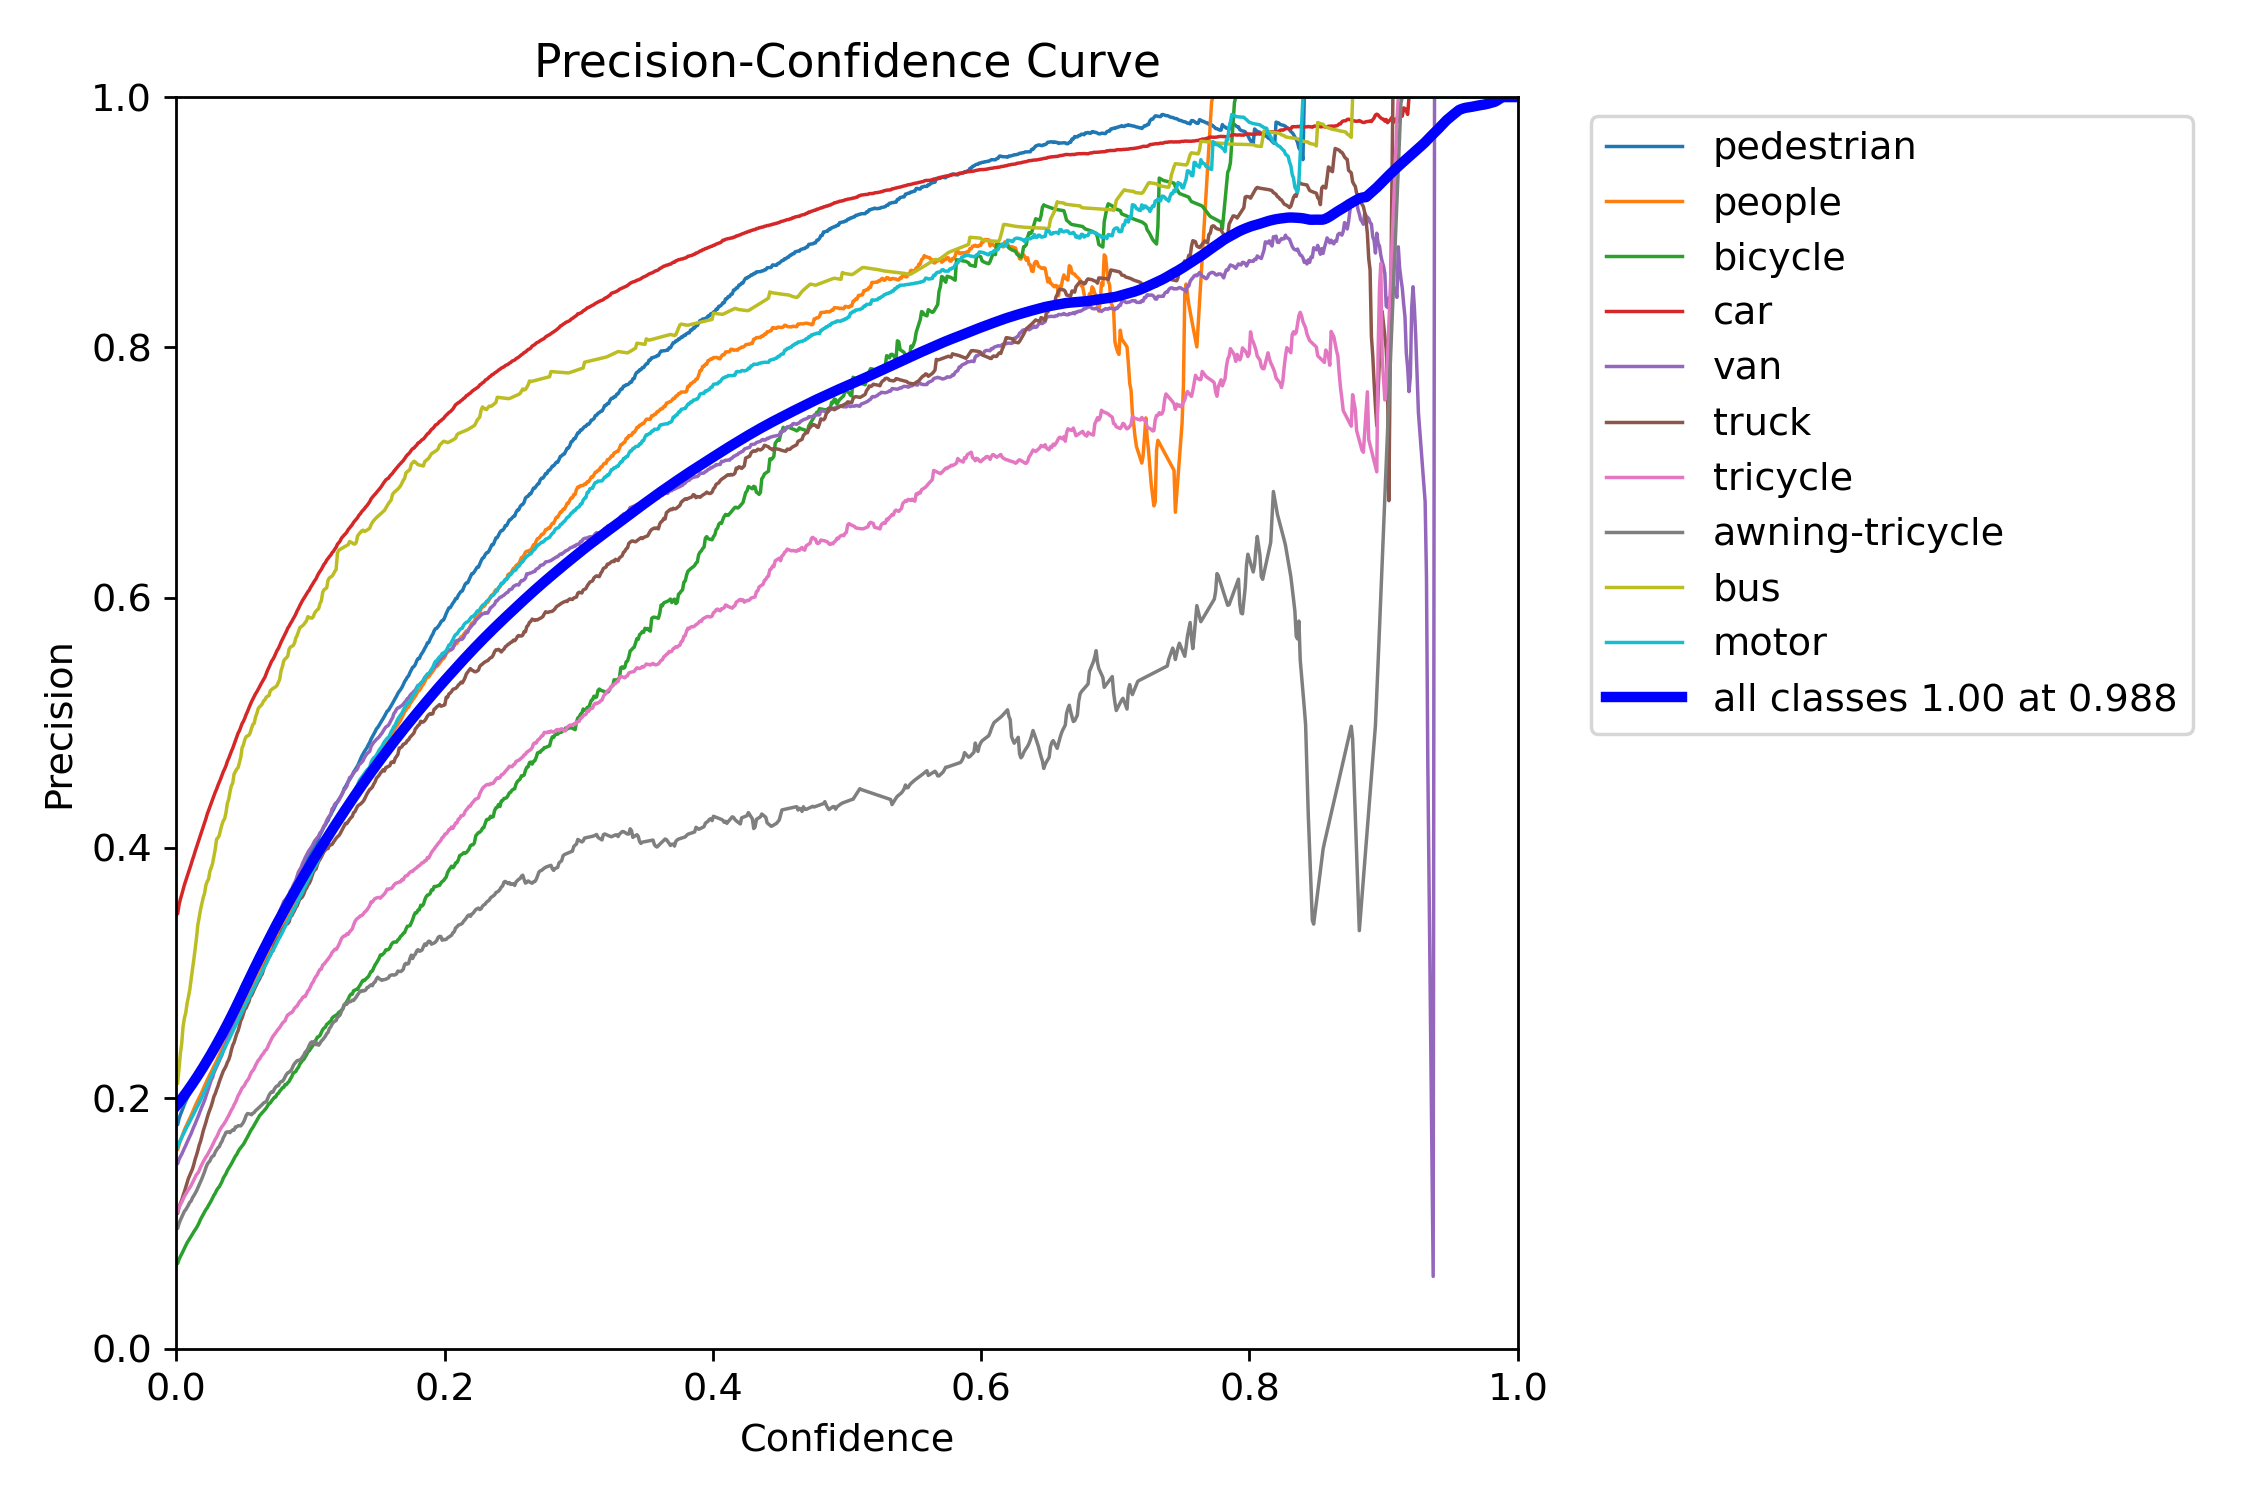 Precision-Confidence Curve
1.0
0.8
0.6
0.4
0.2
0.0
Precision
0.0 0.2 0.4 0.6 0.8 1.0
Confidence
pedestrian
people
bicycle
car
van
truck
tricycle
awning-tricycle
bus
motor
all classes 1.00 at 0.988